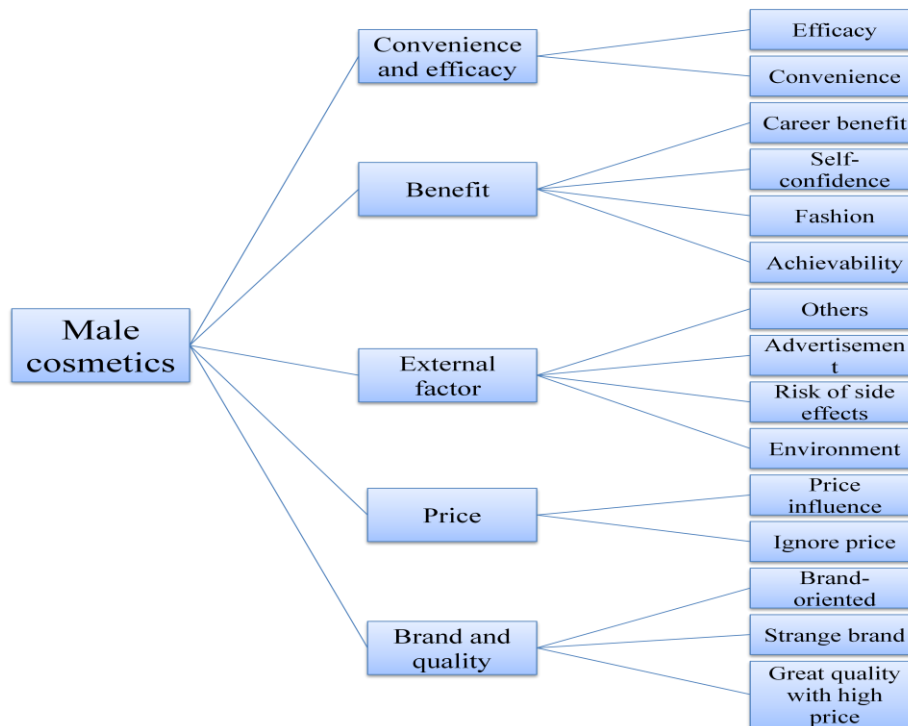 Male
cosmetics
Convenience
and efficacy
Efficacy
Convenience
Benefit
Career benefit
Self-
confidence
Fashion
Achievability
External
factor
Others
Advertisemen
t
Risk of side
effects
Environment
Price
Price
influence
Ignore price
Brand and
quality
Brand-
oriented
Strange brand
Great quality
with high
price